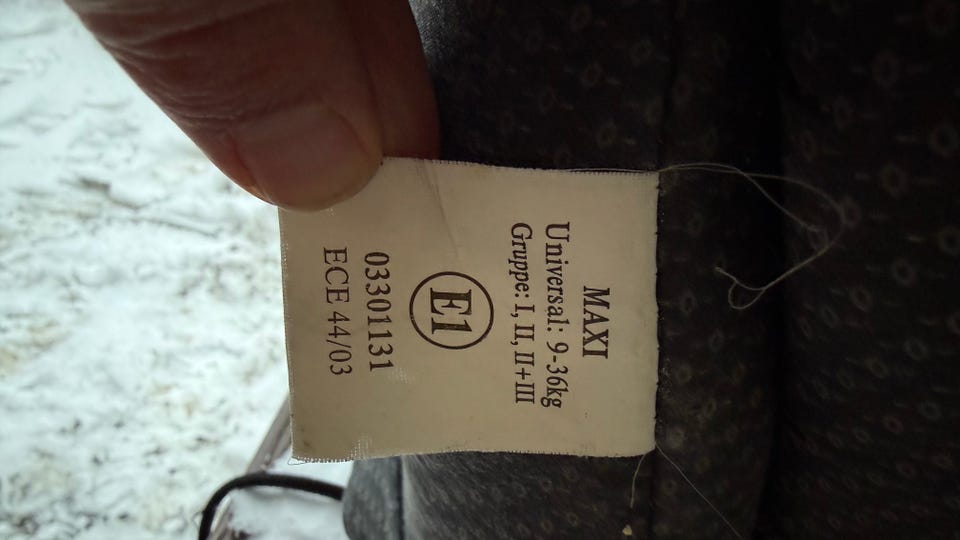 MAXI
Universal: 9-36kg
Gruppe: I, II, II+III
E1
03301131
ECE 44/03